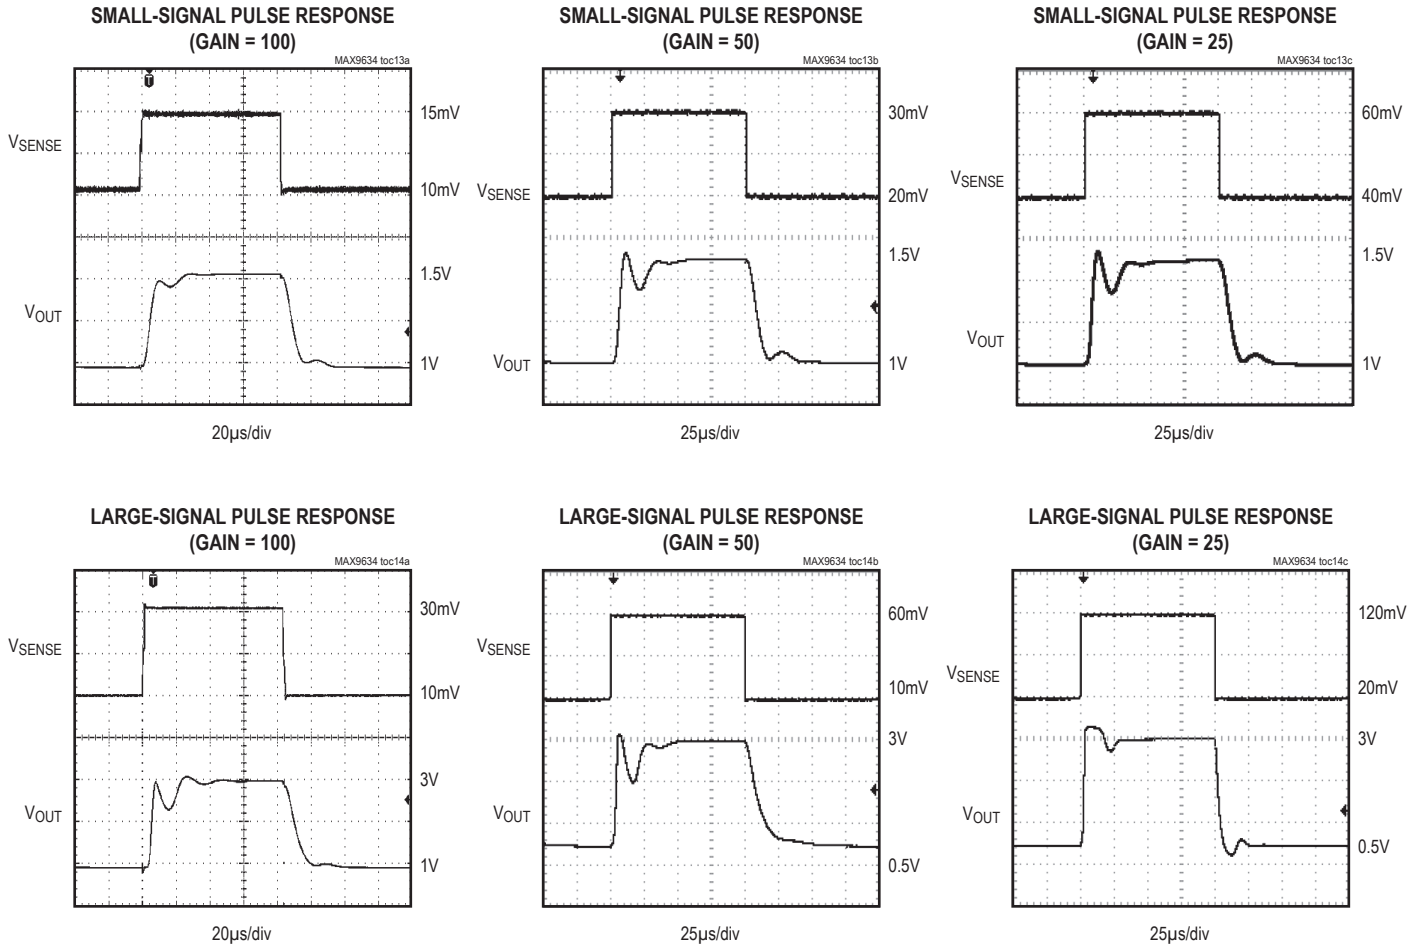 SMALL-SIGNAL PULSE RESPONSE
(GAIN = 100)
MAX9634 toc13a
T
15mV
VSENSE
10mV
1.5V
VOUT
1V
20µs/div
SMALL-SIGNAL PULSE RESPONSE
(GAIN = 50)
MAX9634 toc13b
30mV
VSENSE
20mV
1.5V
VOUT
1V
25µs/div
SMALL-SIGNAL PULSE RESPONSE
(GAIN = 25)
MAX9634 toc13c
60mV
VSENSE
40mV
1.5V
VOUT
1V
25µs/div
LARGE-SIGNAL PULSE RESPONSE
(GAIN = 100)
MAX9634 toc14a
T
30mV
VSENSE
10mV
3V
VOUT
1V
20µs/div
LARGE-SIGNAL PULSE RESPONSE
(GAIN = 50)
MAX9634 toc14b
60mV
VSENSE
10mV
3V
VOUT
0.5V
25µs/div
LARGE-SIGNAL PULSE RESPONSE
(GAIN = 25)
MAX9634 toc14c
120mV
VSENSE
20mV
3V
VOUT
0.5V
25µs/div